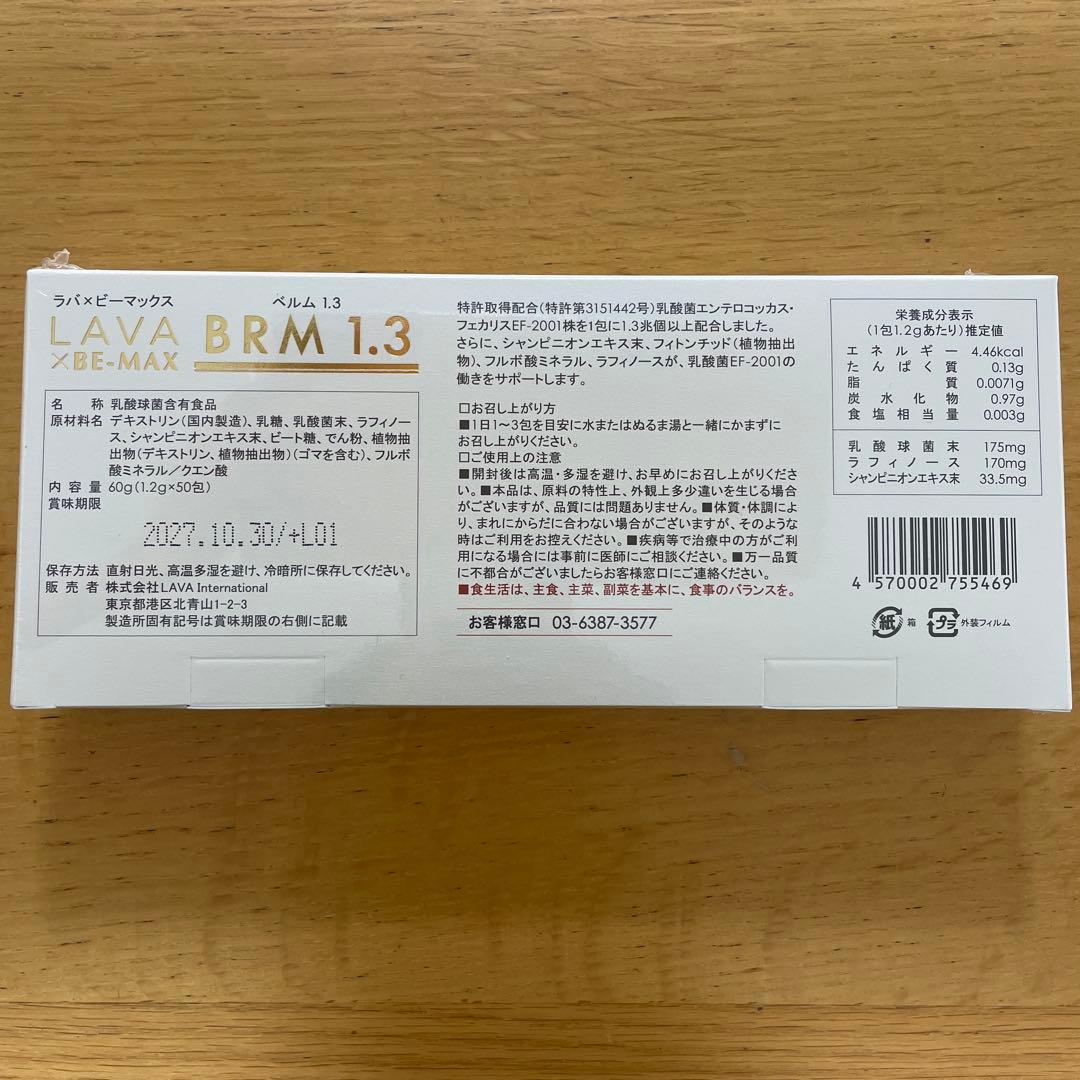 ラバ×ビーマックス
ベルム 1.3
LAVA
×BE-MAX
BRM 1.3
名 称 乳酸球菌含有食品
原材料名 デキストリン(国内製造)、乳糖、乳酸菌末、ラフィノー
ス、シャンピニオンエキス末、ビート糖、でん粉、植物抽
出物(デキストリン、植物抽出物)(ゴマを含む)、フルボ
酸ミネラル／クエン酸
内 容 量 60g(1.2g×50包)
賞味期限
2027.10.30/+L01
保存方法 直射日光、高温多湿を避け、冷暗所に保存してください。
販 売 者 株式会社LAVA International
東京都港区北青山1-2-3
製造所固有記号は賞味期限の右側に記載
特許取得配合(特許第3151442号)乳酸菌エンテロコッカス・
フェカリスEF-2001株を1包に1.3兆個以上配合しました。
さらに、シャンピニオンエキス末、フィトンチッド(植物抽出
物)、フルボ酸ミネラル、ラフィノースが、乳酸菌EF-2001の
働きをサポートします。
□お召し上がり方
■1日1〜3包を目安に水またはぬるま湯と一緒にかまずに
お召し上がりください。
□ご使用上の注意
■開封後は高温・多湿を避け、お早めにお召し上がりくださ
い。■本品は、原料の特性上、外観上多少違いを生じる場合
がございますが、品質には問題ありません。■体質・体調によ
り、まれにからだに合わない場合がございますが、そのような
時はご利用をお控えください。■疾病等で治療中の方がご利
用になる場合には事前に医師にご相談ください。■万一品質
に不都合がございましたらお客様窓口にご連絡ください。
■食生活は、主食、主菜、副菜を基本に、食事のバランスを。
お客様窓口 03-6387-3577
栄養成分表示
(1包1.2gあたり)推定値
エネルギー 4.46kcal
たんぱく質 0.13g
脂質 0.0071g
炭水化物 0.97g
食塩相当量 0.003g
乳酸球菌末 175mg
ラフィノース 170mg
シャンピニオンエキス末 33.5mg
4 570002 755469
紙 箱 プラ 外装フィルム